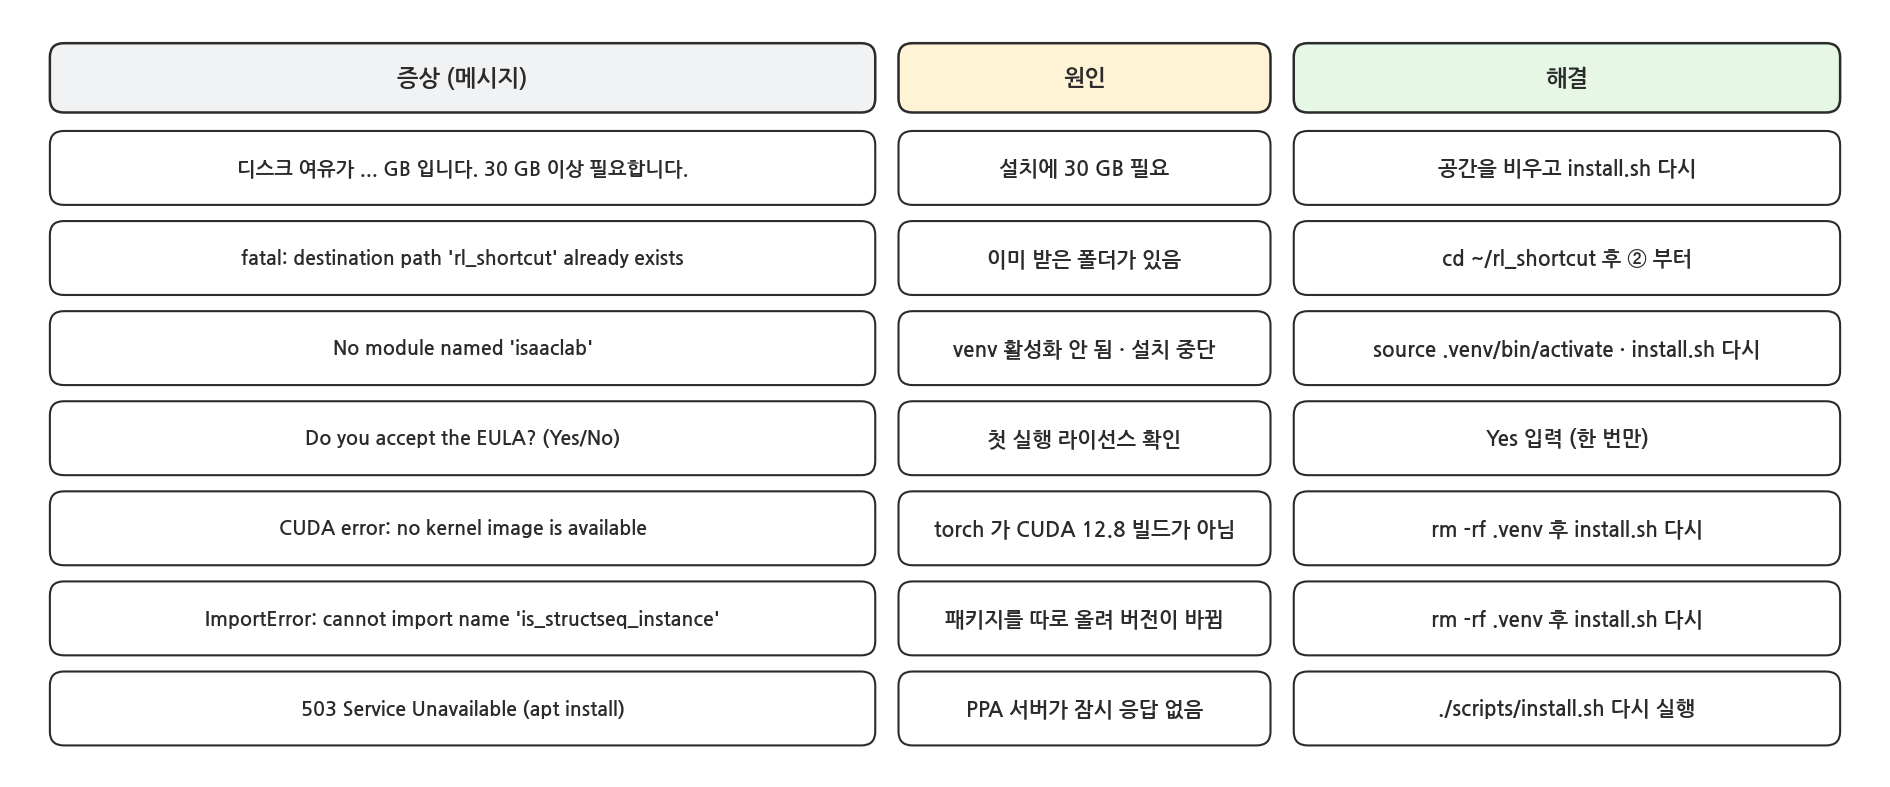 증상 (메시지)
원인
해결
디스크 여유가 ... GB 입니다. 30 GB 이상 필요합니다.
설치에 30 GB 필요
공간을 비우고 install.sh 다시
fatal: destination path 'rl_shortcut' already exists
이미 받은 폴더가 있음
cd ~/rl_shortcut 후 ② 부터
No module named 'isaaclab'
venv 활성화 안 됨 · 설치 중단
source .venv/bin/activate · install.sh 다시
Do you accept the EULA? (Yes/No)
첫 실행 라이선스 확인
Yes 입력 (한 번만)
CUDA error: no kernel image is available
torch 가 CUDA 12.8 빌드가 아님
rm -rf .venv 후 install.sh 다시
ImportError: cannot import name 'is_structseq_instance'
패키지를 따로 올려 버전이 바뀜
rm -rf .venv 후 install.sh 다시
503 Service Unavailable (apt install)
PPA 서버가 잠시 응답 없음
./scripts/install.sh 다시 실행